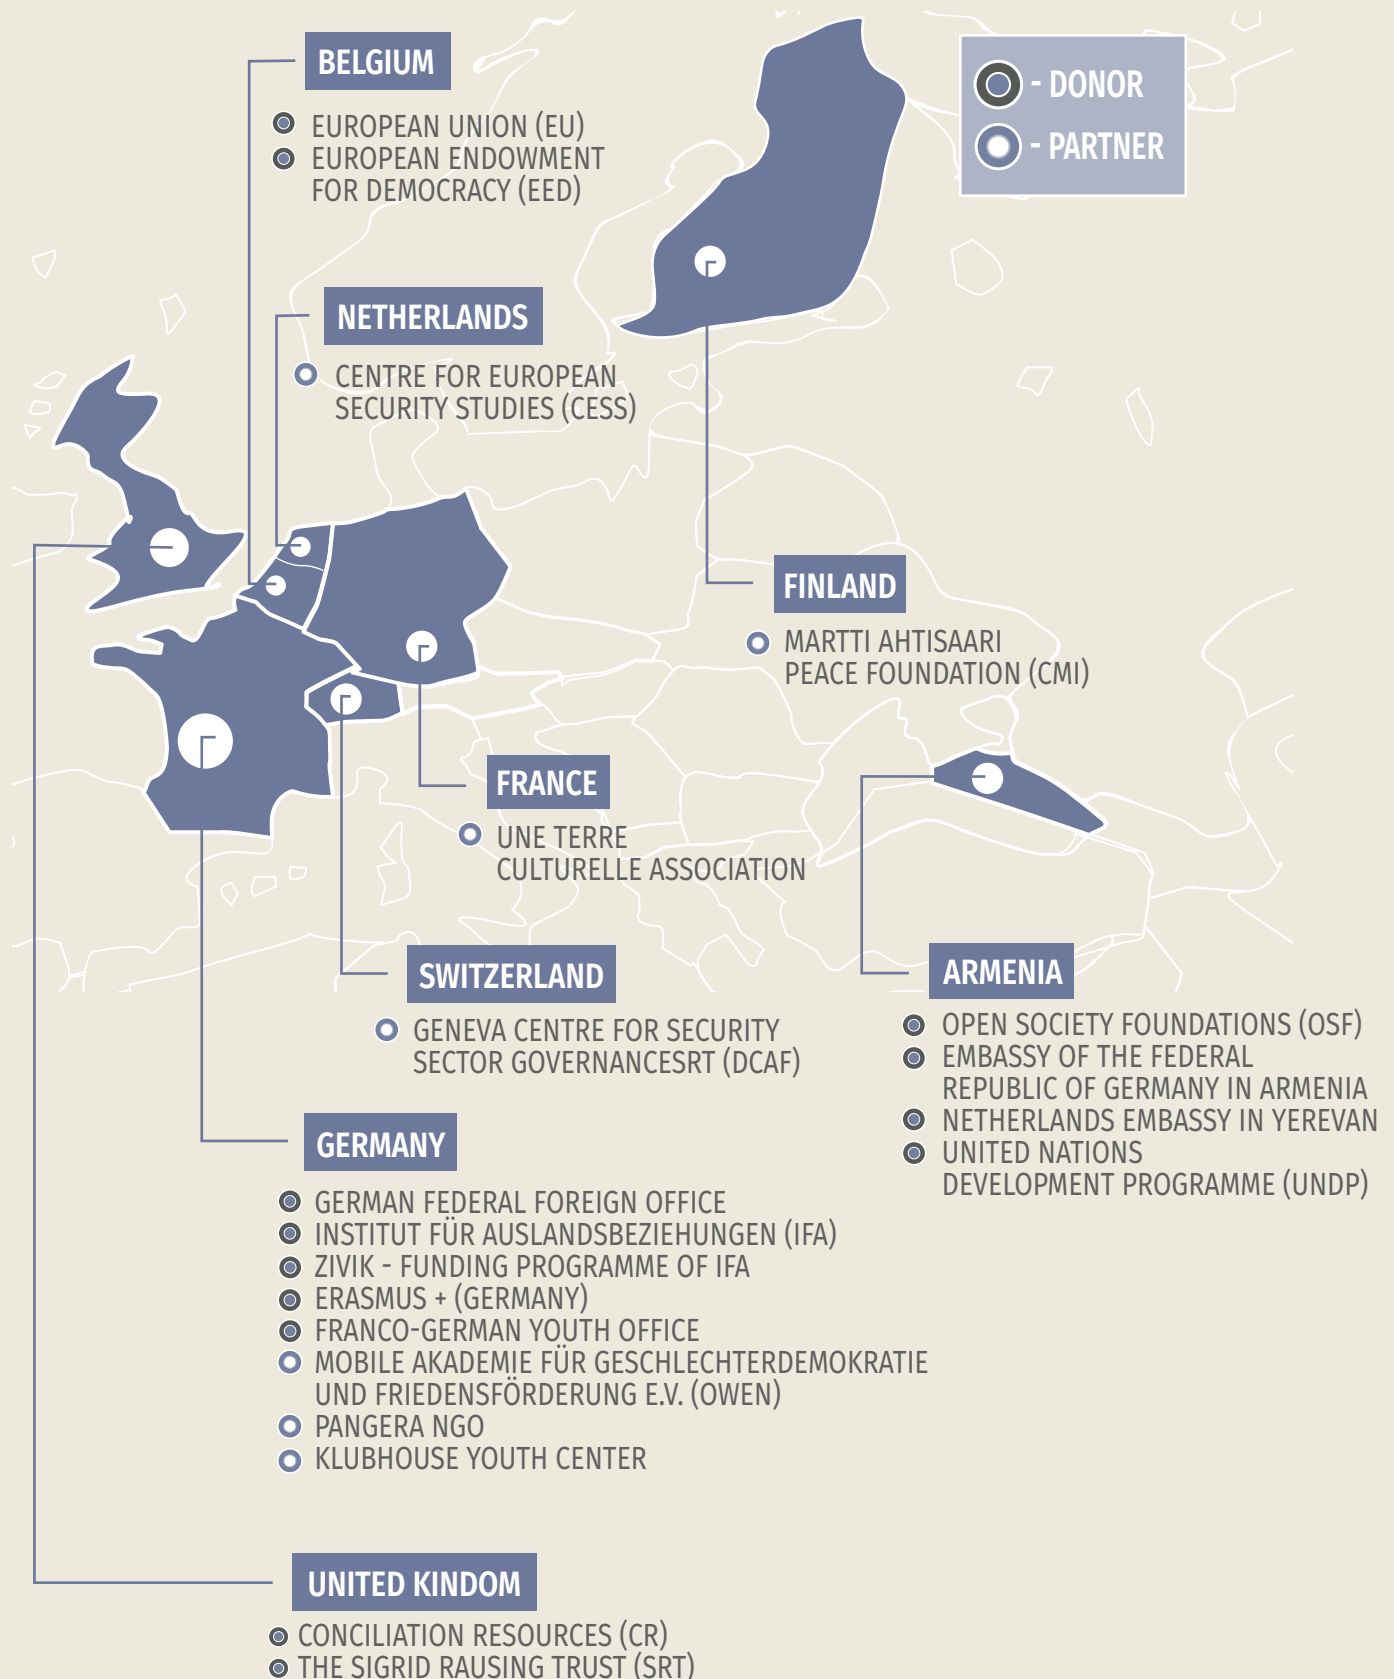 BELGIUM
EUROPEAN UNION (EU)
EUROPEAN ENDOWMENT
FOR DEMOCRACY (EED)
- DONOR
- PARTNER
NETHERLANDS
CENTRE FOR EUROPEAN
SECURITY STUDIES (CESS)
FINLAND
MARTTI AHTISAARI
PEACE FOUNDATION (CMI)
FRANCE
UNE TERRE
CULTURELLE ASSOCIATION
SWITZERLAND
GENEVA CENTRE FOR SECURITY
SECTOR GOVERNANCESRT (DCAF)
ARMENIA
OPEN SOCIETY FOUNDATIONS (OSF)
EMBASSY OF THE FEDERAL
REPUBLIC OF GERMANY IN ARMENIA
NETHERLANDS EMBASSY IN YEREVAN
UNITED NATIONS
DEVELOPMENT PROGRAMME (UNDP)
GERMANY
GERMAN FEDERAL FOREIGN OFFICE
INSTITUT FÜR AUSLANDSBEZIEHUNGEN (IFA)
ZIVIK - FUNDING PROGRAMME OF IFA
ERASMUS + (GERMANY)
FRANCO-GERMAN YOUTH OFFICE
MOBILE AKADEMIE FÜR GESCHLECHTERDEMOKRATIE
UND FRIEDENSFÖRDERUNG E.V. (OWEN)
PANGERA NGO
KLUBHOUSE YOUTH CENTER
UNITED KINDOM
CONCILIATION RESOURCES (CR)
THE SIGRID RAUSING TRUST (SRT)